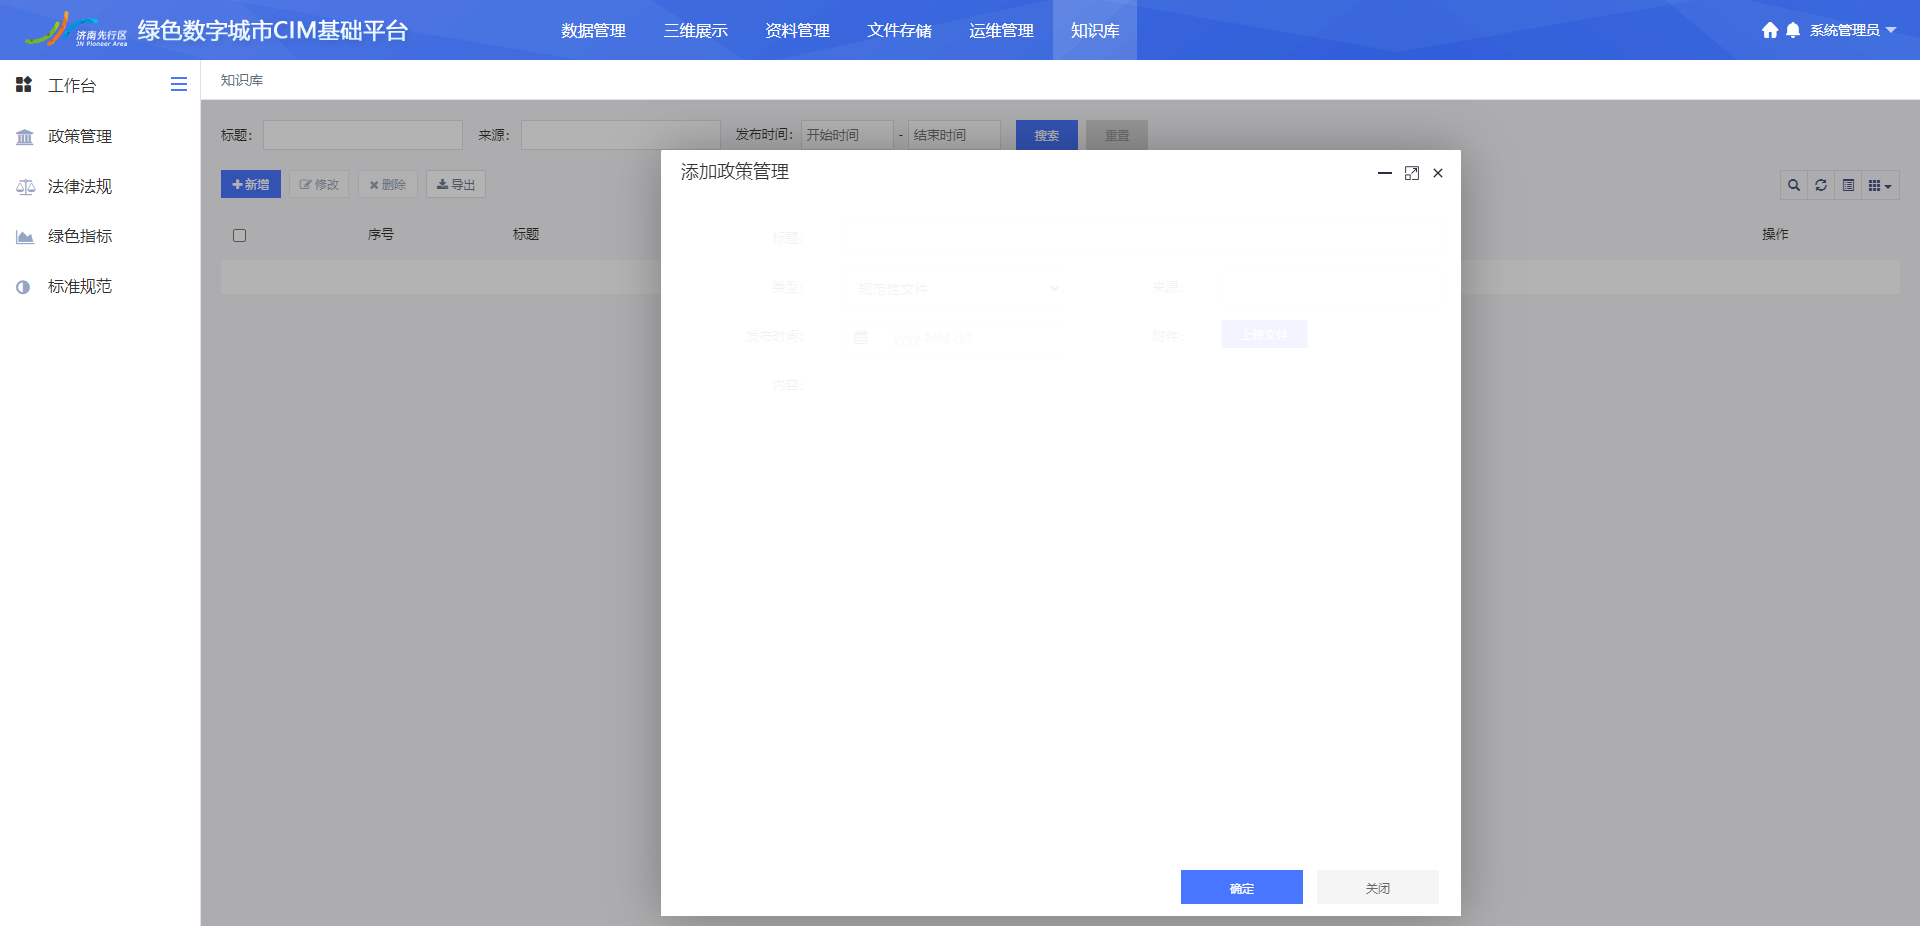 济南先行区
JN Pioneer Area
绿色数字城市CIM基础平台
数据管理 三维展示 资料管理 文件存储 运维管理 知识库
系统管理员
工作台
政策管理
法律法规
绿色指标
标准规范
知识库
标题： 来源： 发布时间： 开始时间 - 结束时间 搜索 重置
新增 修改 删除 导出
序号 标题 操作
添加政策管理
标题：
类型： 规范性文件 来源：
发布时间： yyyy-MM-dd 附件： 上传文件
内容：
确定 关闭